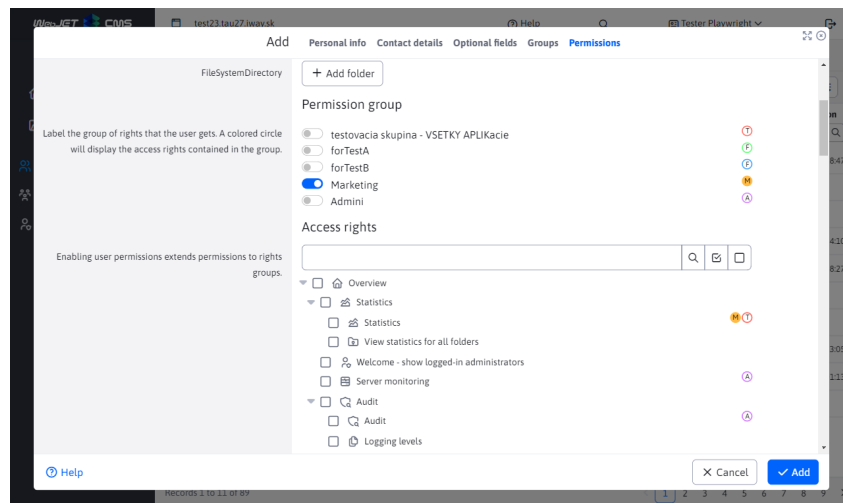 WebJET CMS test23.tau27.iway.sk Help Tester Playwright
Add Personal info Contact details Optional fields Groups Permissions
FileSystemDirectory + Add folder
Permission group
Label the group of rights that the user gets. A colored circle
will display the access rights contained in the group.
testovacia skupina - VSETKY APLIKacie T
forTestA F
forTestB F
Marketing M
Admini A
Access rights
Enabling user permissions extends permissions to rights
groups.
Overview
Statistics
Statistics M T
View statistics for all folders
Welcome - show logged-in administrators
Server monitoring A
Audit
Audit A
Logging levels
Help Cancel Add
Records 1 to 11 of 89 1 2 3 4 5 6 7 8 9